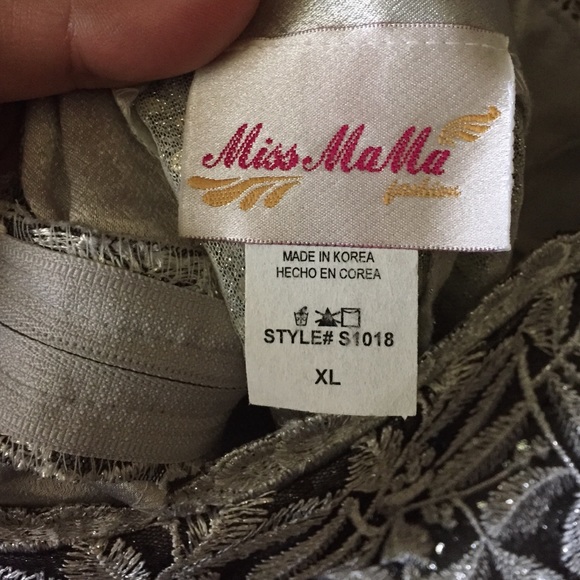 Miss MaMa
fashion
MADE IN KOREA
HECHO EN COREA
STYLE# S1018
XL